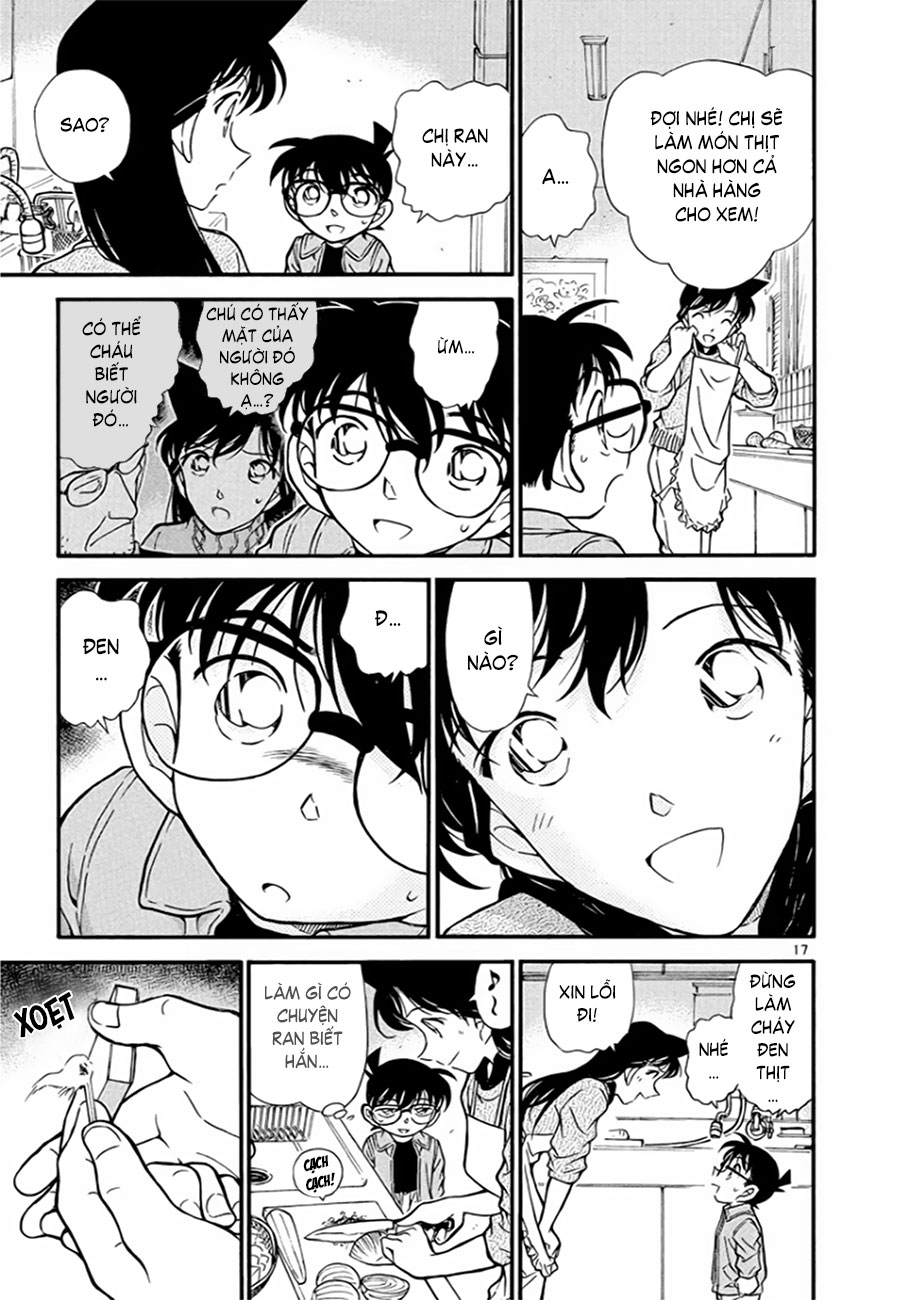 ĐỢI NHÉ! CHỊ SẼ
LÀM MÓN THỊT
NGON HƠN CẢ
NHÀ HÀNG
CHO XEM!
A...
CHỊ RAN
NÀY...
SAO?
ỪM...
CHÚ CÓ THẤY
MẶT CỦA
NGƯỜI ĐÓ
KHÔNG
Ạ...?
CÓ THỂ
CHÁU
BIẾT
NGƯỜI
ĐÓ...
GÌ
NÀO?
Đ...
ĐEN
...
17
ĐỪNG
LÀM
CHÁY
ĐEN
THỊT
...
NHÉ
...
XIN LỖI
ĐI!
LÀM GÌ CÓ
CHUYỆN
RAN BIẾT
HẮN...
CẠCH
CẠCH!
XOẸT